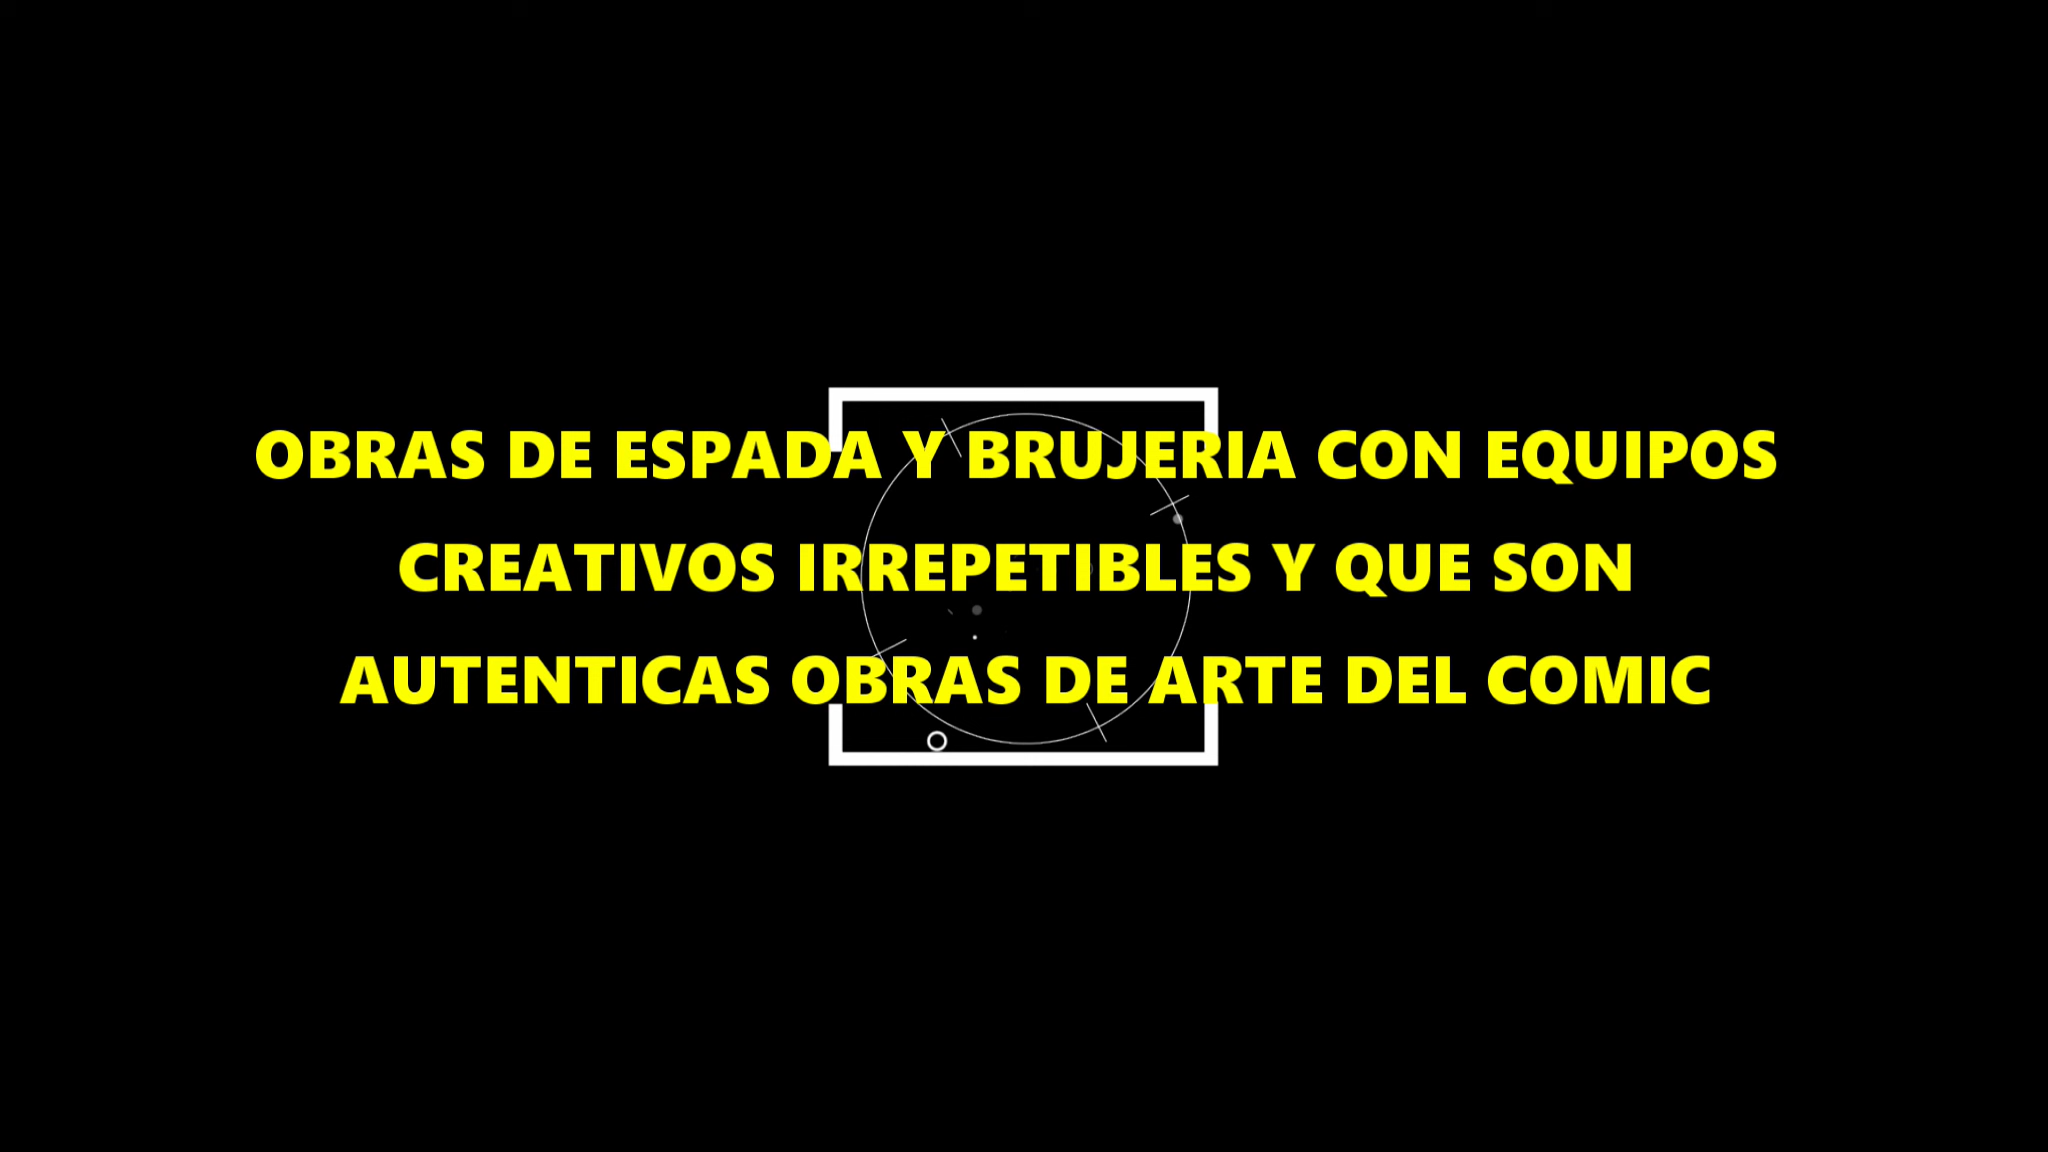 OBRAS DE ESPADA Y BRUJERIA CON EQUIPOS
CREATIVOS IRREPETIBLES Y QUE SON
AUTENTICAS OBRAS DE ARTE DEL COMIC